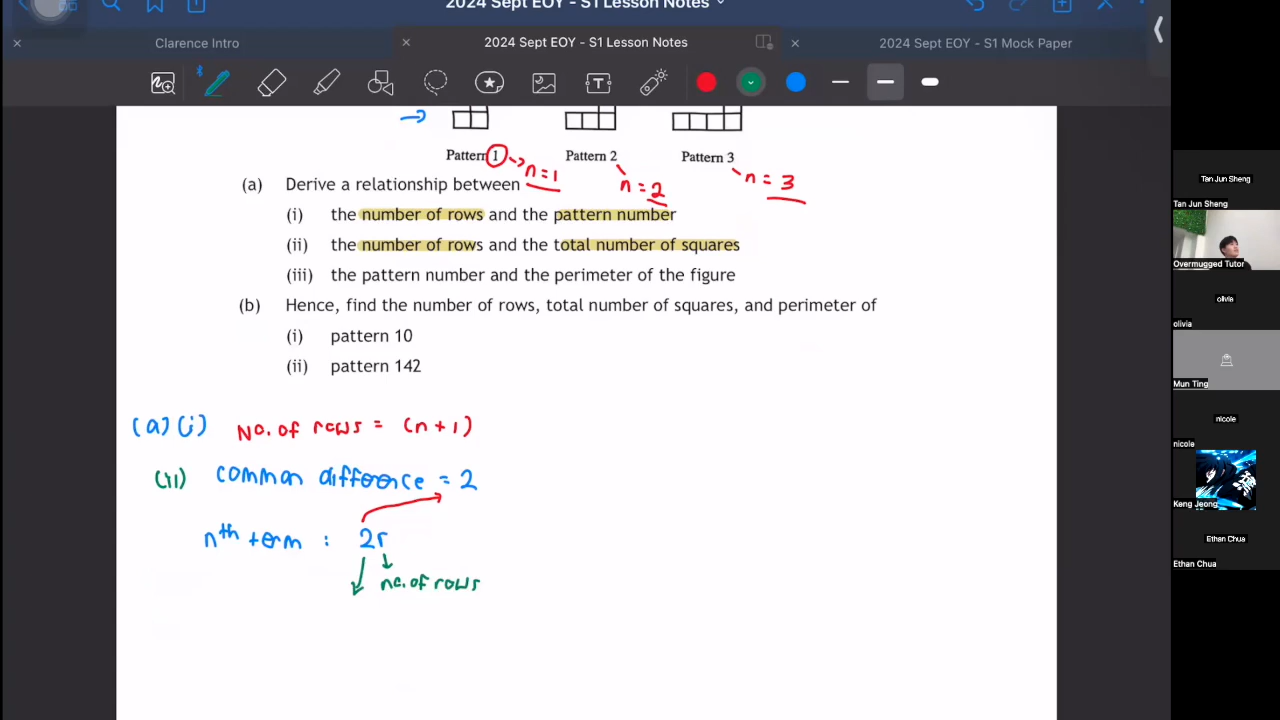 2024 Sept EOY - S1 Lesson Notes
Clarence Intro
2024 Sept EOY - S1 Lesson Notes
2024 Sept EOY - S1 Mock Paper
Pattern 1
Pattern 2
Pattern 3
n=1
n = 2
n = 3
(a) Derive a relationship between
(i) the number of rows and the pattern number
(ii) the number of rows and the total number of squares
(iii) the pattern number and the perimeter of the figure
(b) Hence, find the number of rows, total number of squares, and perimeter of
(i) pattern 10
(ii) pattern 142
(a)(i) No. of rows = (n+1)
(ii) common difference = 2
nth term : 2r
no. of rows
Tan Jun Sheng
Tan Jun Sheng
Overmugged Tutor
olivia
olivia
Mun Ting
nicole
nicole
Keng Jeong
Ethan Chua
Ethan Chua